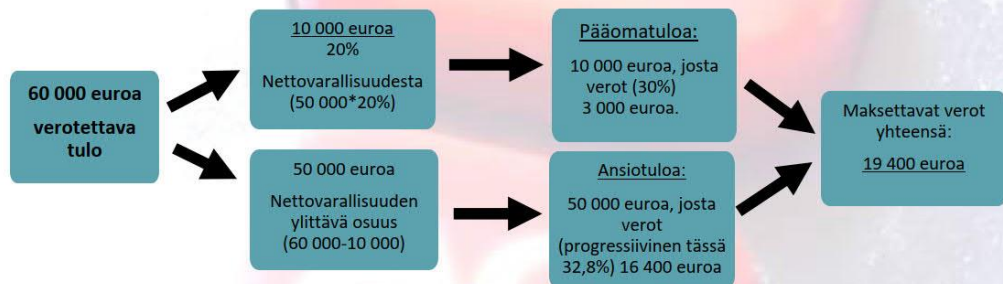 60 000 euroa
verotettava
tulo
10 000 euroa
20%
Nettovarallisuudesta
(50 000*20%)
50 000 euroa
Nettovarallisuuden
ylittävä osuus
(60 000-10 000)
Pääomatuloa:
10 000 euroa, josta
verot (30%)
3 000 euroa.
Ansiotuloa:
50 000 euroa, josta
verot
(progressiivinen tässä
32,8%) 16 400 euroa
Maksettavat verot
yhteensä:
19 400 euroa